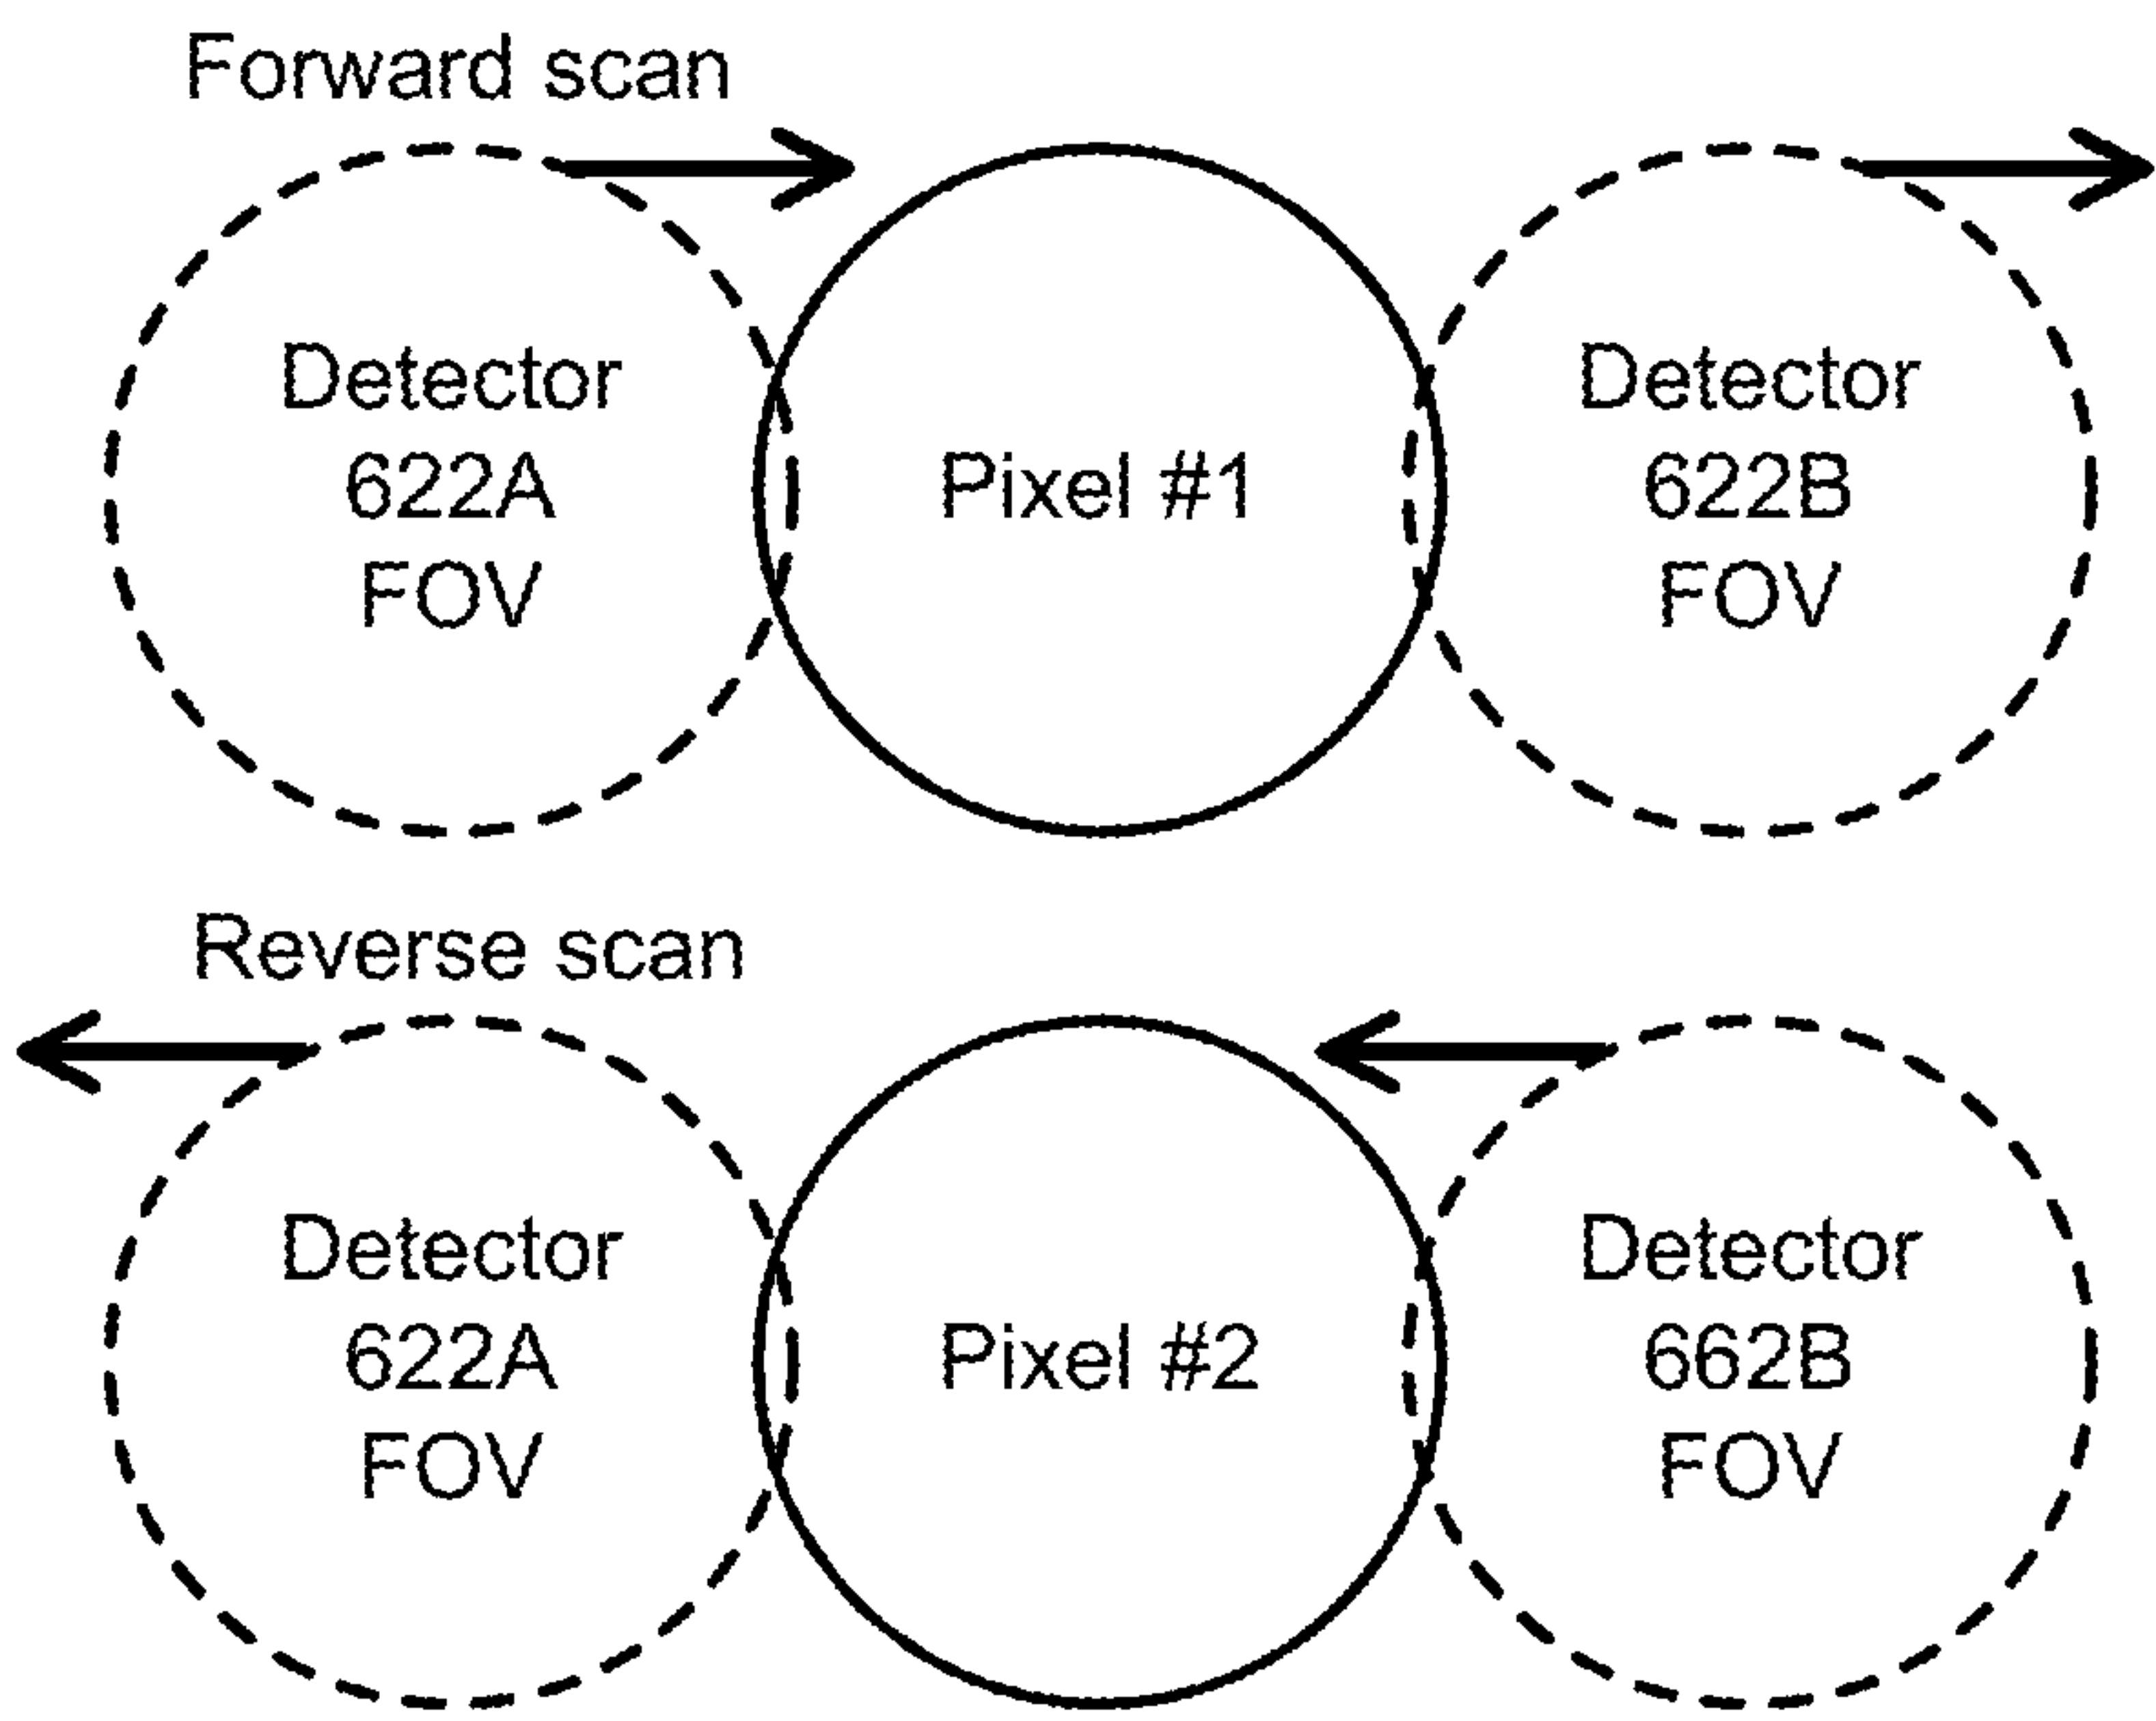 Forward scan
Detector
622A
FOV
Pixel #1
Detector
622B
FOV
Reverse scan
Detector
622A
FOV
Pixel #2
Detector
662B
FOV